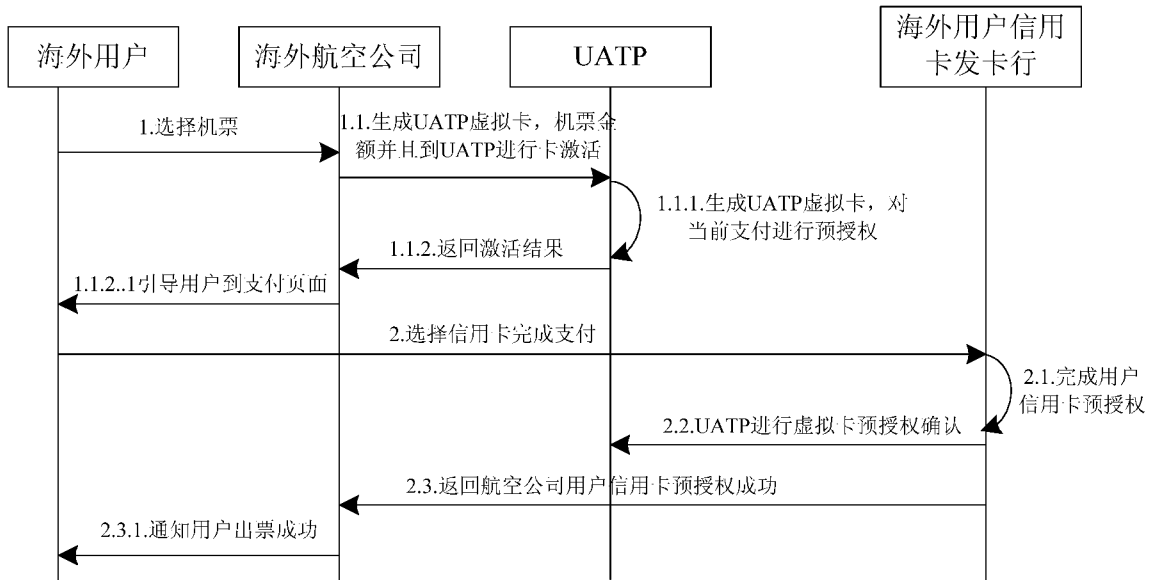 海外用户
海外航空公司
UATP
海外用户信用
卡发卡行
1.选择机票
1.1.生成UATP虚拟卡，机票金
额并且到UATP进行卡激活
1.1.1.生成UATP虚拟卡，对
当前支付进行预授权
1.1.2.返回激活结果
1.1.2..1引导用户到支付页面
2.选择信用卡完成支付
2.1.完成用户
信用卡预授权
2.2.UATP进行虚拟卡预授权确认
2.3.返回航空公司用户信用卡预授权成功
2.3.1.通知用户出票成功